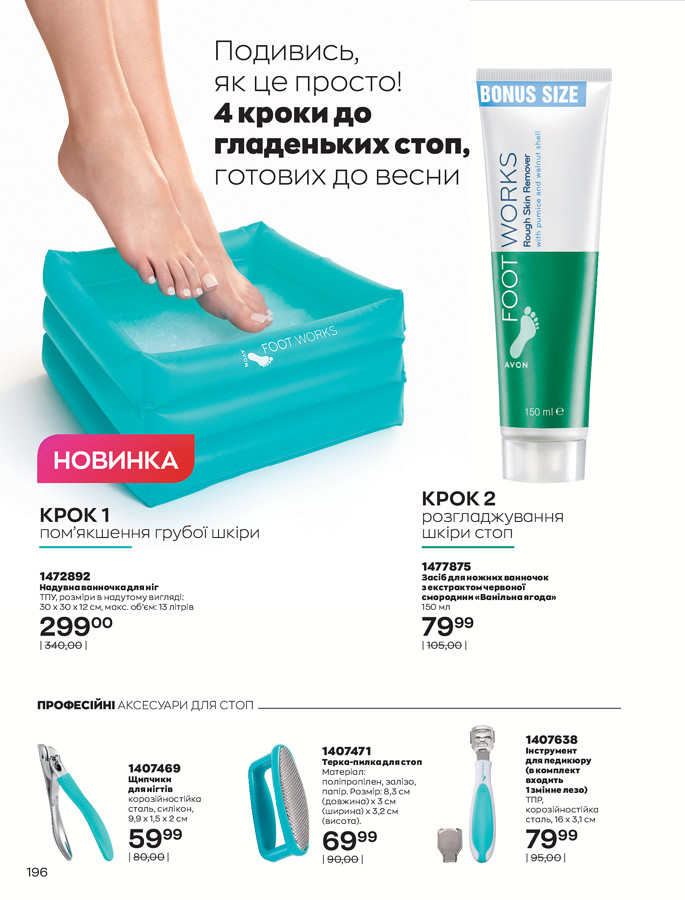 Подивись,
як це просто!
4 кроки до
гладеньких стоп,
готових до весни
BONUS SIZE
FOOT WORKS
Rough Skin Remover
with pumice and walnut shell
AVON
150 ml e
AVON
FOOT WORKS
НОВИНКА
КРОК 1
пом’якшення грубої шкіри
1472892
Надувна ванночка для ніг
ТПУ, розміри в надутому вигляді:
30 x 30 x 12 см, макс. об’єм: 13 літрів
299⁰⁰
| 340,00 |
КРОК 2
розгладжування
шкіри стоп
1477875
Засіб для ножних ванночок
з екстрактом червоної
смородини «Ванільна ягода»
150 мл
79⁹⁹
| 105,00 |
ПРОФЕСІЙНІ АКСЕСУАРИ ДЛЯ СТОП
1407469
Щипчики
для нігтів
корозійностійка
сталь, силікон,
9,9 x 1,5 x 2 см
59⁹⁹
| 80,00 |
1407471
Терка-пилка для стоп
Матеріал:
поліпропілен, залізо,
папір. Розмір: 8,3 см
(довжина) x 3 см
(ширина) x 3,2 см
(висота).
69⁹⁹
| 90,00 |
1407638
Інструмент
для педикюру
(в комплект
входить
1 змінне лезо)
ТПР,
корозійностійка
сталь, 16 x 3,1 см
79⁹⁹
| 95,00 |
196